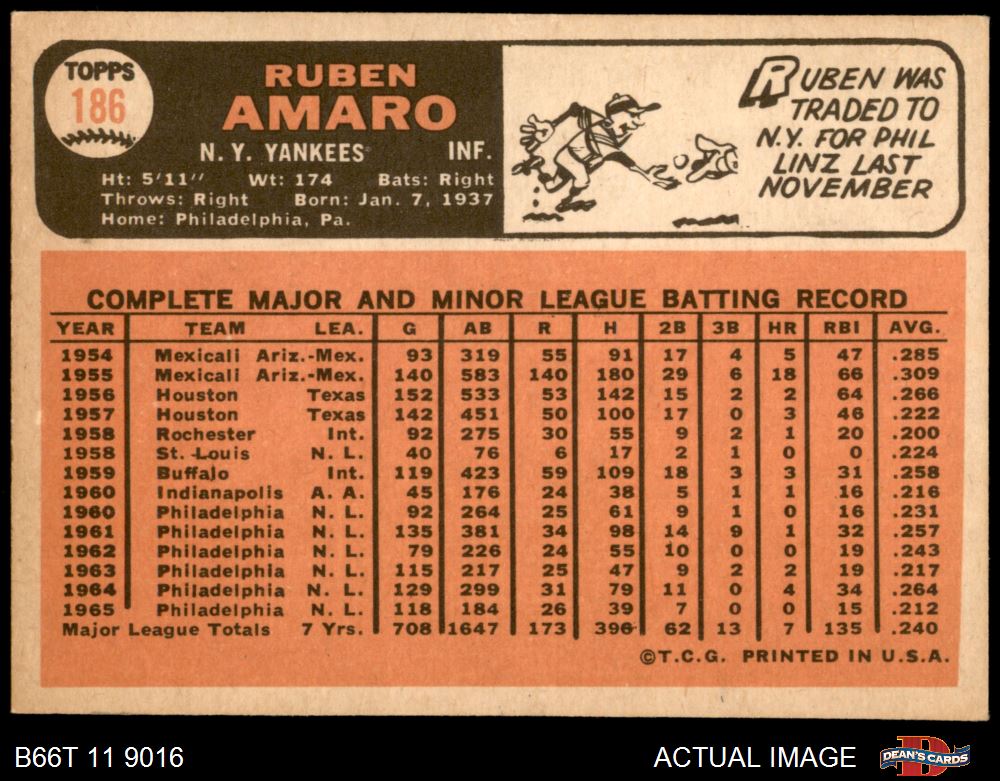 TOPPS
186
RUBEN
AMARO
N. Y. YANKEES INF.
Ht: 5'11" Wt: 174 Bats: Right
Throws: Right Born: Jan. 7, 1937
Home: Philadelphia, Pa.
RUBEN WAS
TRADED TO
N.Y. FOR PHIL
LINZ LAST
NOVEMBER
COMPLETE MAJOR AND MINOR LEAGUE BATTING RECORD
YEAR TEAM LEA. G AB R H 2B 3B HR RBI AVG.
1954 Mexicali Ariz.-Mex. 93 319 55 91 17 4 5 47 .285
1955 Mexicali Ariz.-Mex. 140 583 140 180 29 6 18 66 .309
1956 Houston Texas 152 533 53 142 15 2 2 64 .266
1957 Houston Texas 142 451 50 100 17 0 3 46 .222
1958 Rochester Int. 92 275 30 55 9 2 1 20 .200
1958 St. Louis N. L. 40 76 6 17 2 1 0 0 .224
1959 Buffalo Int. 119 423 59 109 18 3 3 31 .258
1960 Indianapolis A. A. 45 176 24 38 5 1 1 16 .216
1960 Philadelphia N. L. 92 264 25 61 9 1 0 16 .231
1961 Philadelphia N. L. 135 381 34 98 14 9 1 32 .257
1962 Philadelphia N. L. 79 226 24 55 10 0 0 19 .243
1963 Philadelphia N. L. 115 217 25 47 9 2 2 19 .217
1964 Philadelphia N. L. 129 299 31 79 11 0 4 34 .264
1965 Philadelphia N. L. 118 184 26 39 7 0 0 15 .212
Major League Totals 7 Yrs. 708 1647 173 396 62 13 7 135 .240
©T.C.G. PRINTED IN U.S.A.
B66T 11 9016
ACTUAL IMAGE
DEAN'S CARDS